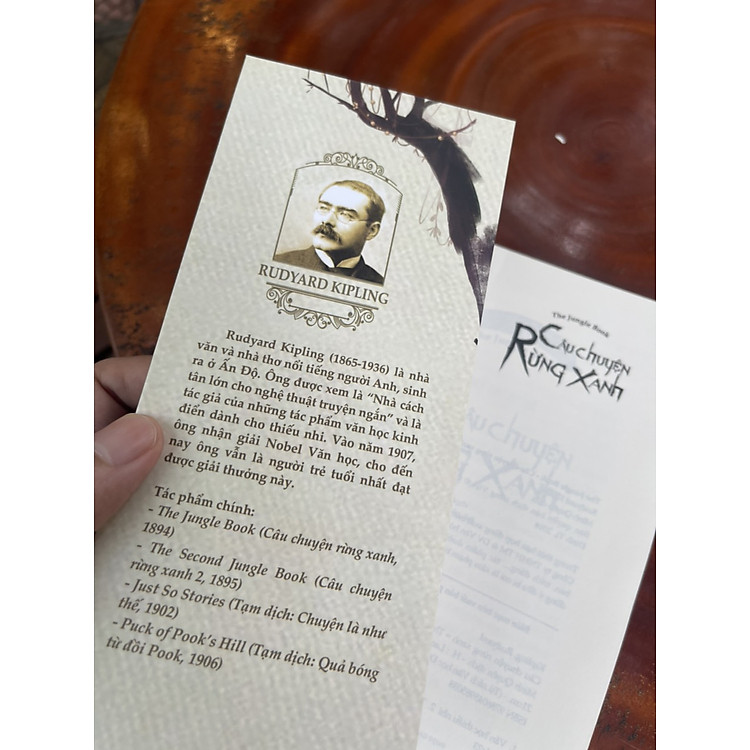 RUDYARD KIPLING
Rudyard Kipling (1865-1936) là nhà
văn và nhà thơ nổi tiếng người Anh, sinh
ra ở Ấn Độ. Ông được xem là “Nhà cách
tân lớn cho nghệ thuật truyện ngắn” và là
tác giả của những tác phẩm văn học kinh
điển dành cho thiếu nhi. Vào năm 1907,
ông nhận giải Nobel Văn học, cho đến
nay ông vẫn là người trẻ tuổi nhất đạt
được giải thưởng này.
Tác phẩm chính:
- The Jungle Book (Câu chuyện rừng xanh,
1894)
- The Second Jungle Book (Câu chuyện
rừng xanh 2, 1895)
- Just So Stories (Tạm dịch: Chuyện là như
thế, 1902)
- Puck of Pook’s Hill (Tạm dịch: Quả bóng
từ đồi Pook, 1906)
The Jungle Book
CÂU CHUYỆN
RỪNG XANH